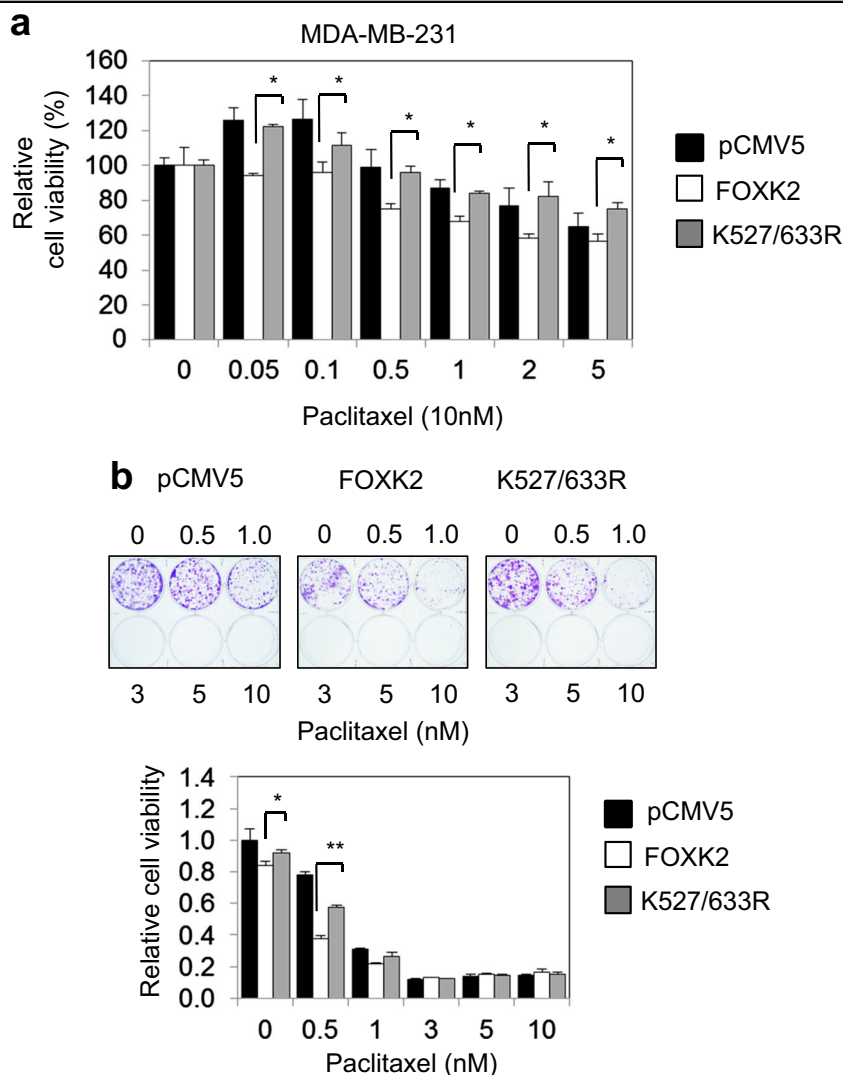 a
MDA-MB-231
Relative
cell viability (%)
160
140
120
100
80
60
40
20
0
* * * * * *
0 0.05 0.1 0.5 1 2 5
Paclitaxel (10nM)
pCMV5
FOXK2
K527/633R
b
pCMV5 FOXK2 K527/633R
0 0.5 1.0 0 0.5 1.0 0 0.5 1.0
3 5 10 3 5 10 3 5 10
Paclitaxel (nM)
Relative cell viability
1.4
1.2
1.0
0.8
0.6
0.4
0.2
0.0
* **
0 0.5 1 3 5 10
Paclitaxel (nM)
pCMV5
FOXK2
K527/633R